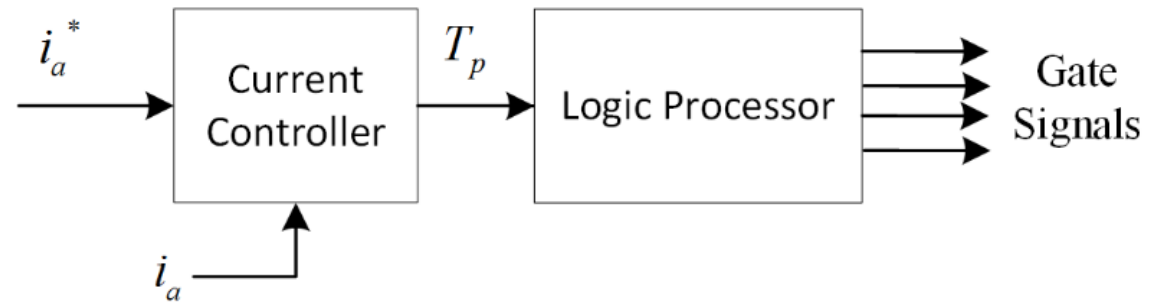 i_a^*
Current
Controller
T_p
Logic Processor
Gate
Signals
i_a